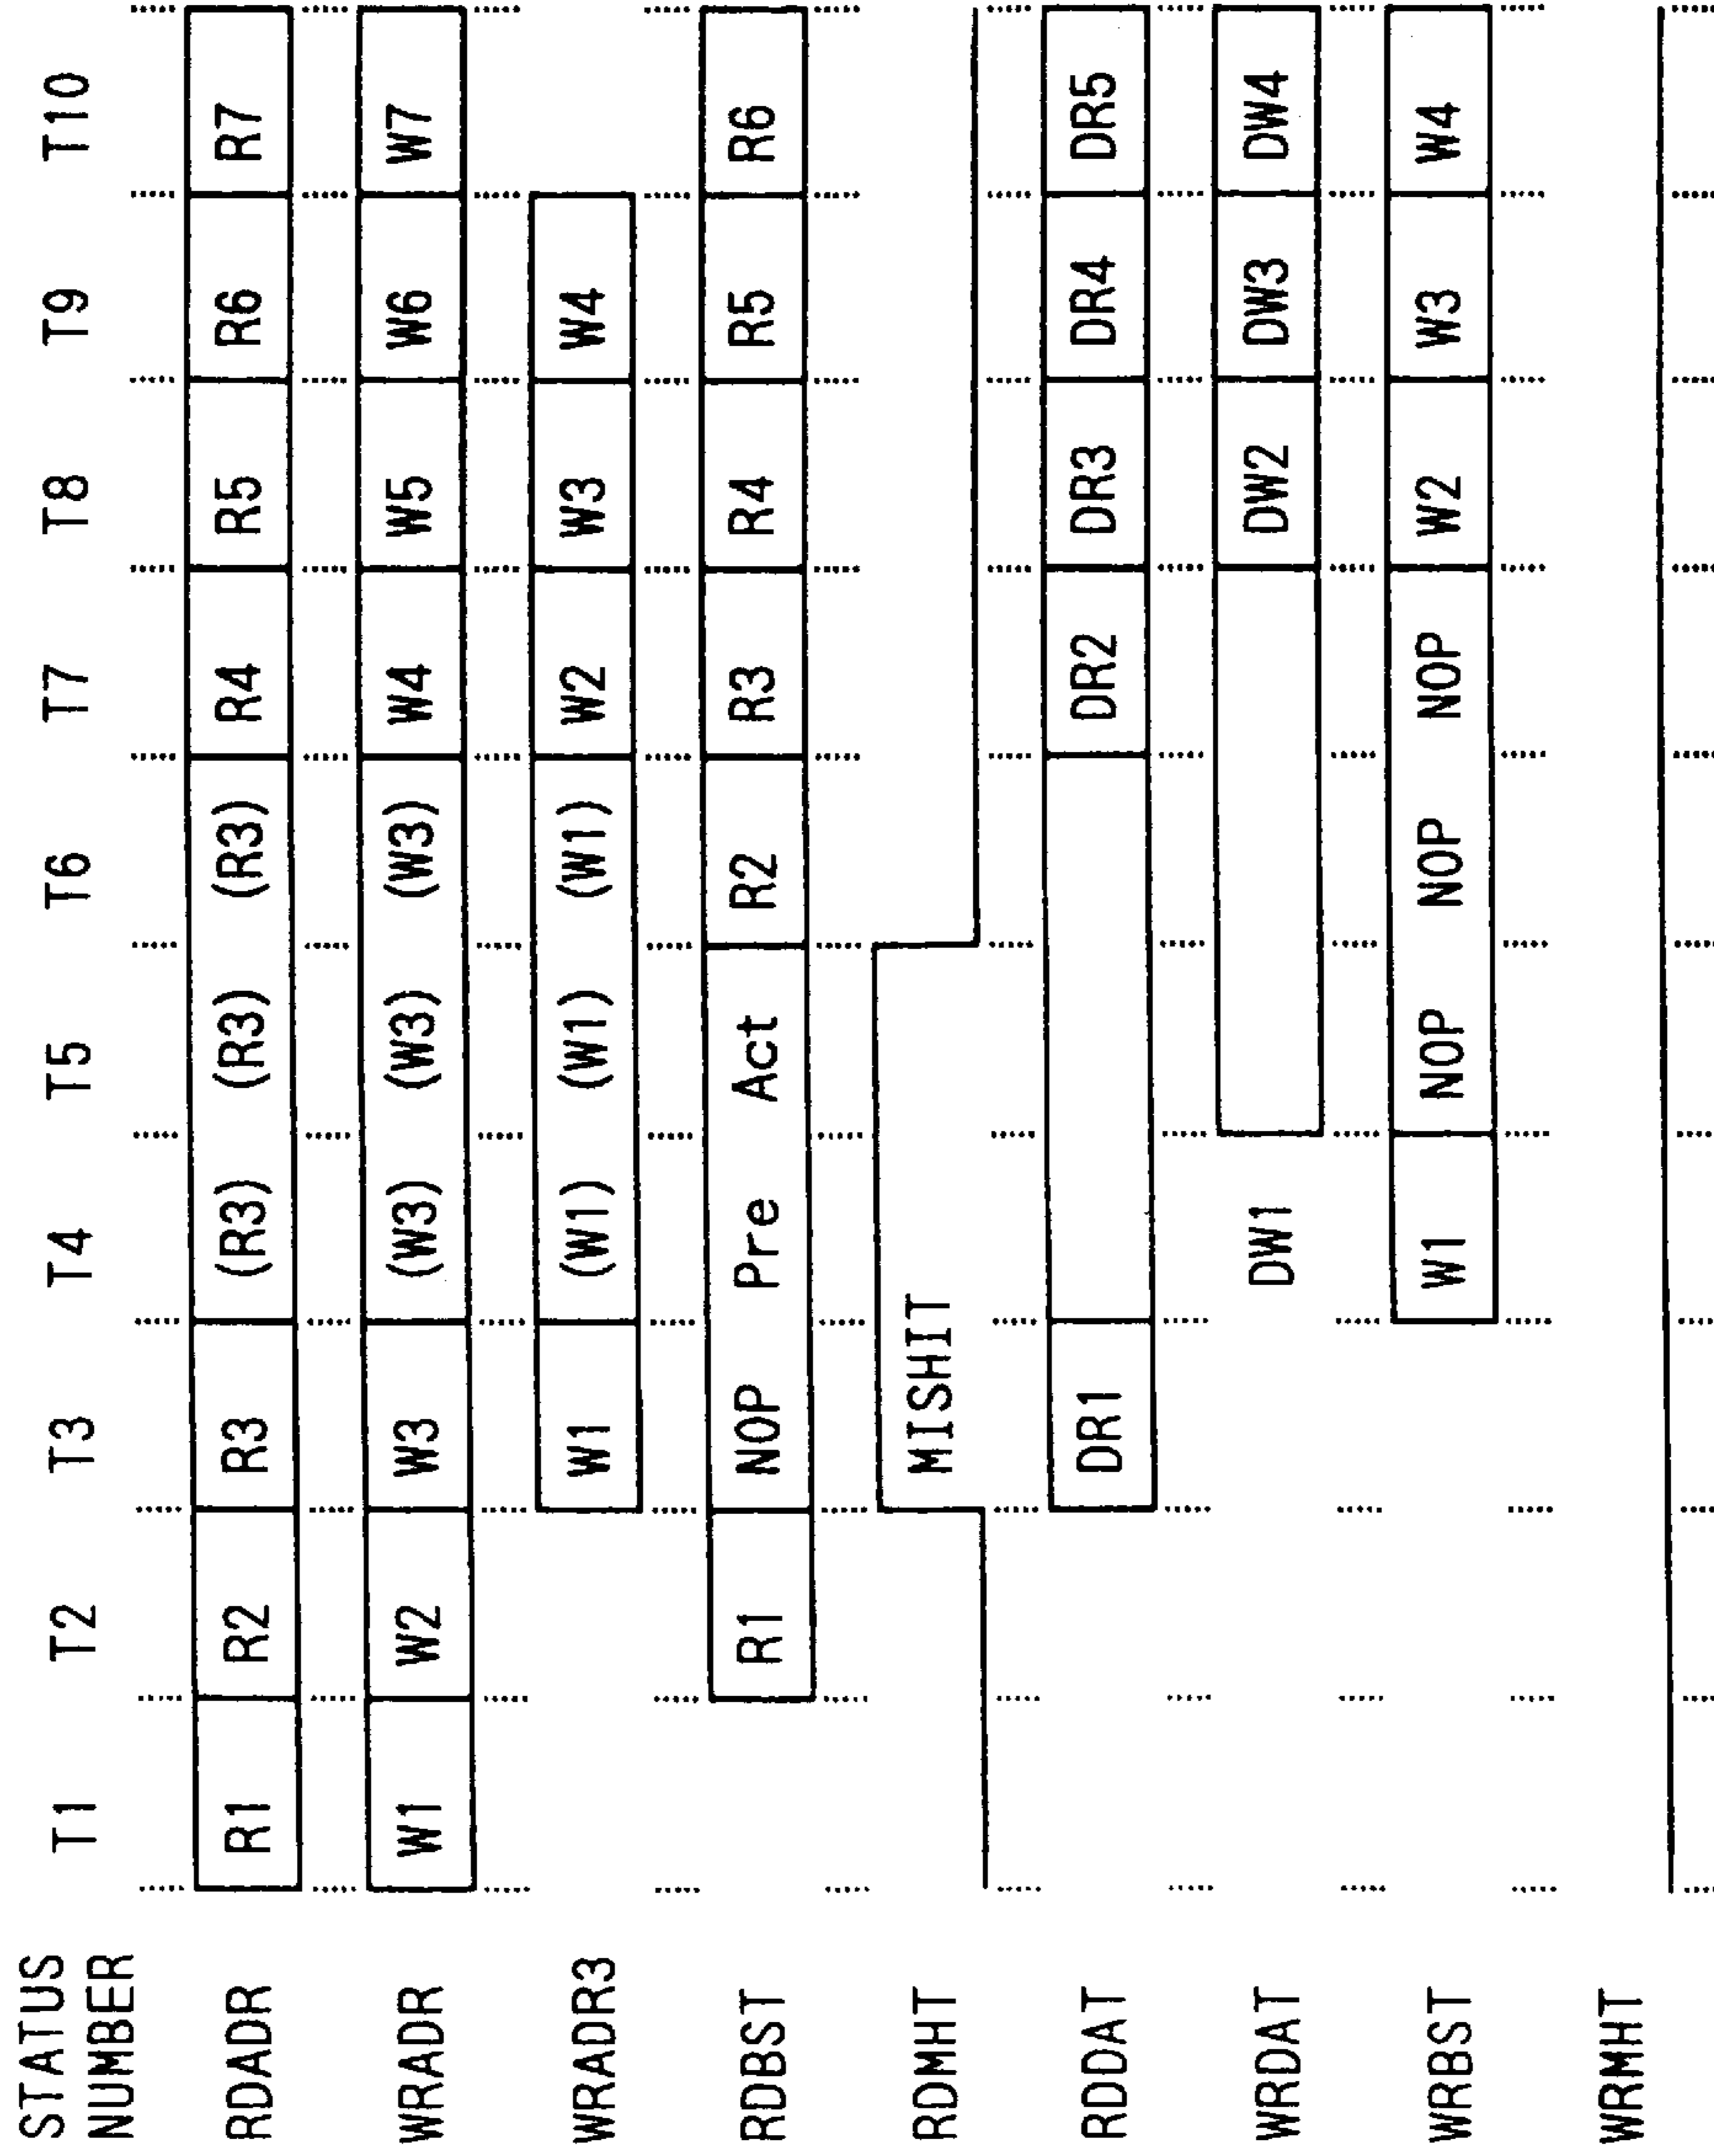 STATUS NUMBER T1 T2 T3 T4 T5 T6 T7 T8 T9 T10
RDADR R1 R2 R3 (R3) (R3) (R3) R4 R5 R6 R7
WRADR W1 W2 W3 (W3) (W3) (W3) W4 W5 W6 W7
WRADR3 W1 (W1) (W1) (W1) W2 W3 W4
RDBST R1 NOP Pre Act R2 R3 R4 R5 R6
RDMHT MISHIT
RDDAT DR1 DR2 DR3 DR4 DR5
WRDAT DW1 DW2 DW3 DW4
WRBST W1 NOP NOP NOP W2 W3 W4
WRMHT